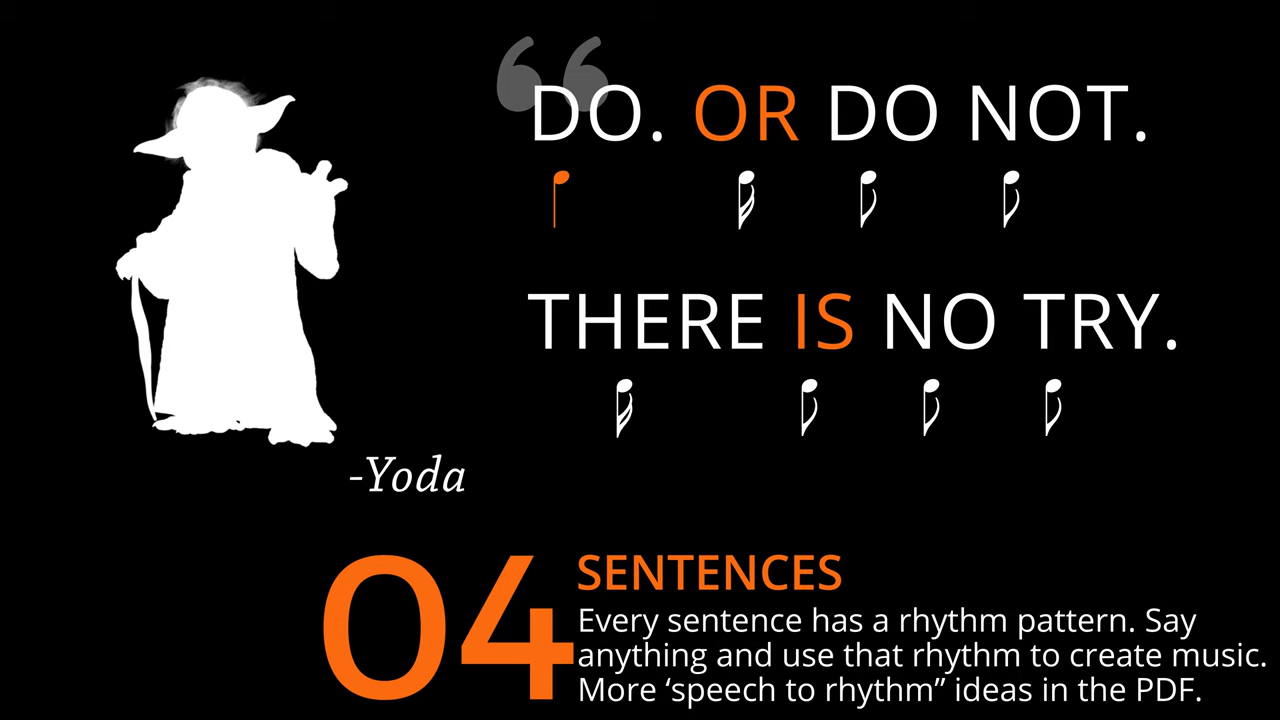 “DO. OR DO NOT.
THERE IS NO TRY.
-Yoda
04
SENTENCES
Every sentence has a rhythm pattern. Say
anything and use that rhythm to create music.
More ‘speech to rhythm” ideas in the PDF.